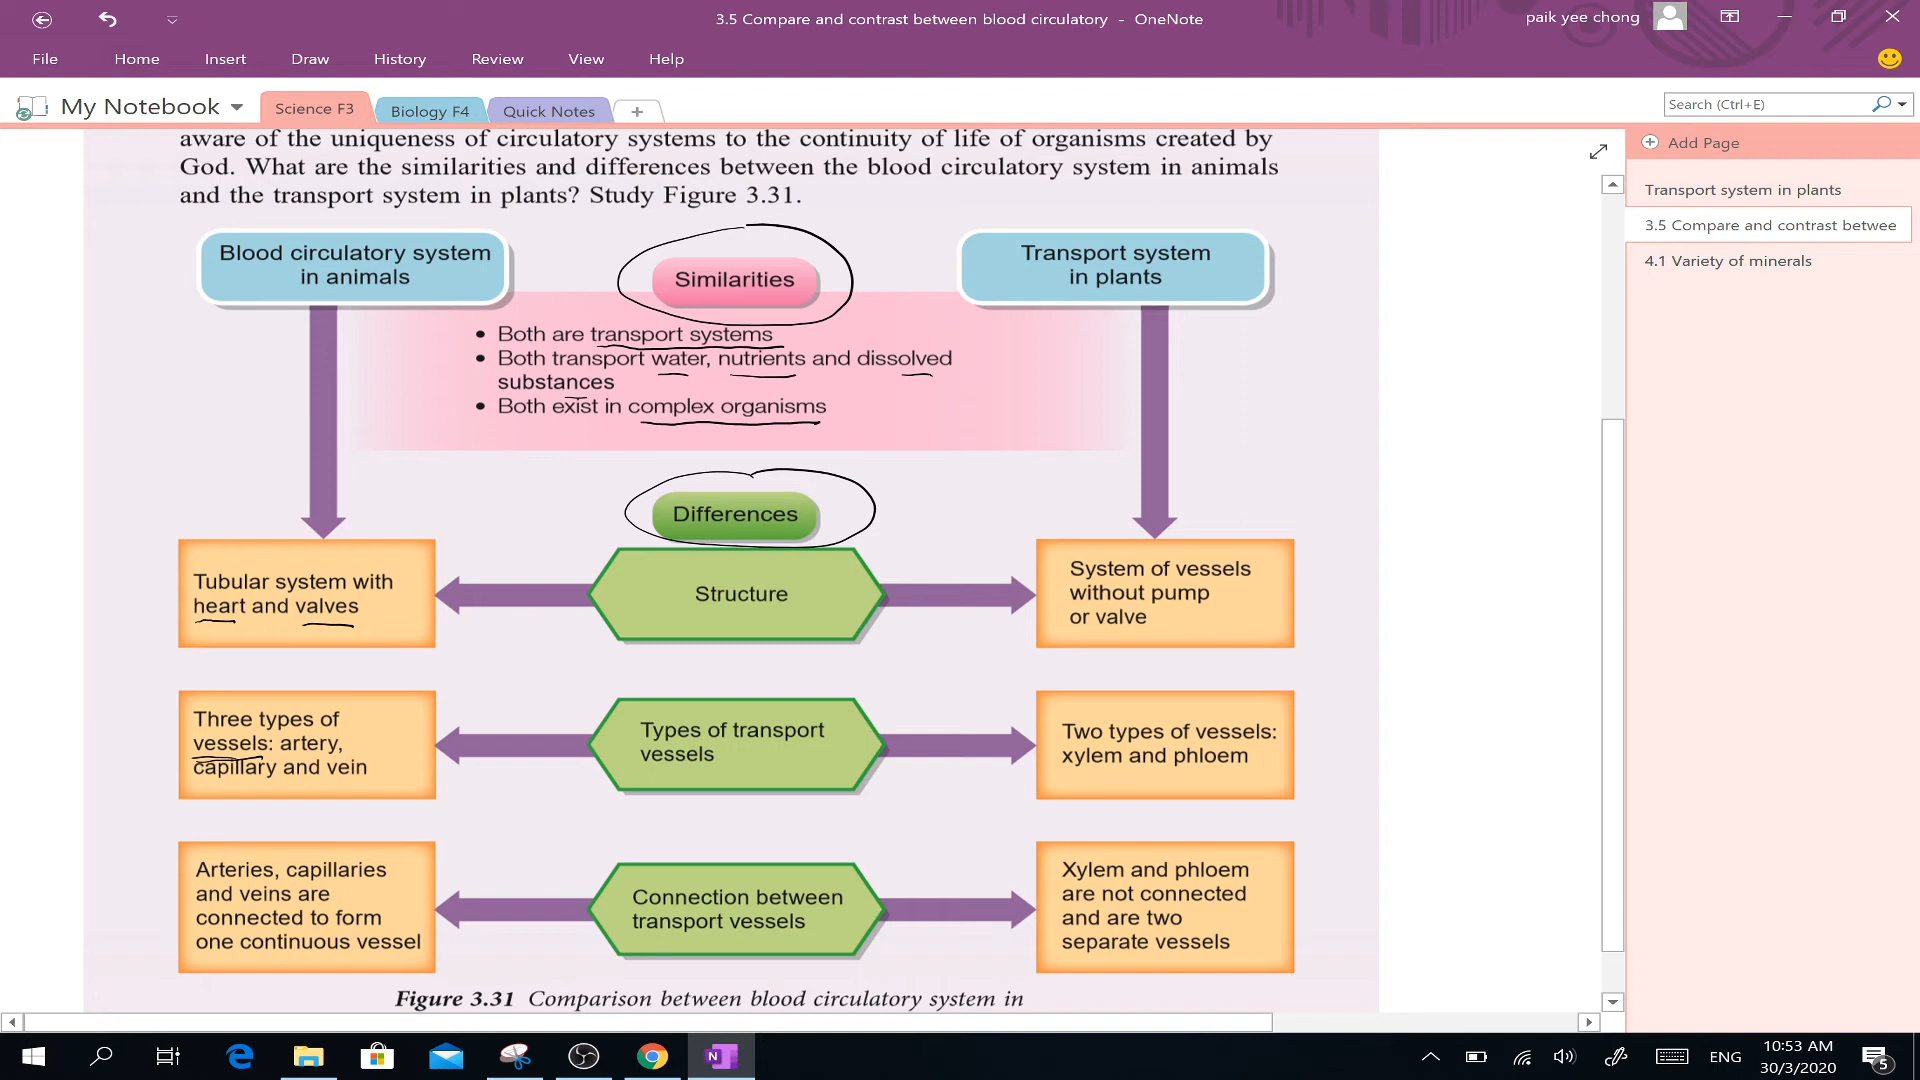 3.5 Compare and contrast between blood circulatory - OneNote
paik yee chong
File
Home
Insert
Draw
History
Review
View
Help
My Notebook
Science F3
Biology F4
Quick Notes
+
Search (Ctrl+E)
Add Page
Transport system in plants
3.5 Compare and contrast betwee
4.1 Variety of minerals
aware of the uniqueness of circulatory systems to the continuity of life of organisms created by
God. What are the similarities and differences between the blood circulatory system in animals
and the transport system in plants? Study Figure 3.31.
Blood circulatory system
in animals
Similarities
Transport system
in plants
• Both are transport systems
• Both transport water, nutrients and dissolved
substances
• Both exist in complex organisms
Differences
Tubular system with
heart and valves
Structure
System of vessels
without pump
or valve
Three types of
vessels: artery,
capillary and vein
Types of transport
vessels
Two types of vessels:
xylem and phloem
Arteries, capillaries
and veins are
connected to form
one continuous vessel
Connection between
transport vessels
Xylem and phloem
are not connected
and are two
separate vessels
Figure 3.31 Comparison between blood circulatory system in
ENG
10:53 AM
30/3/2020
5